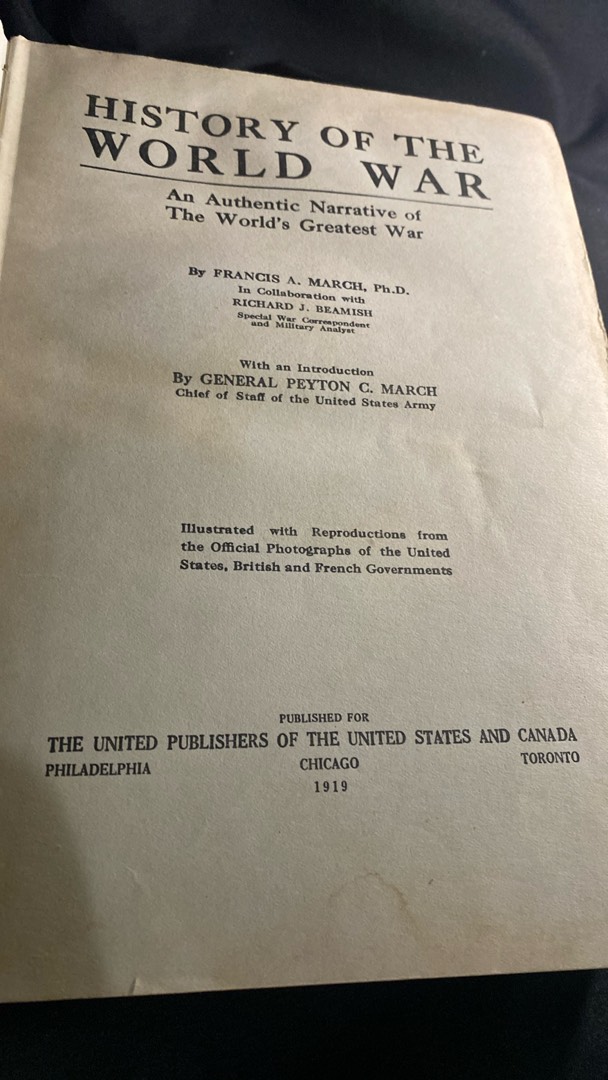 HISTORY OF THE
WORLD WAR
An Authentic Narrative of
The World's Greatest War
By FRANCIS A. MARCH, Ph.D.
In Collaboration with
RICHARD J. BEAMISH
Special War Correspondent
and Military Analyst
With an Introduction
By GENERAL PEYTON C. MARCH
Chief of Staff of the United States Army
Illustrated with Reproductions from
the Official Photographs of the United
States, British and French Governments
PUBLISHED FOR
THE UNITED PUBLISHERS OF THE UNITED STATES AND CANADA
PHILADELPHIA CHICAGO TORONTO
1919